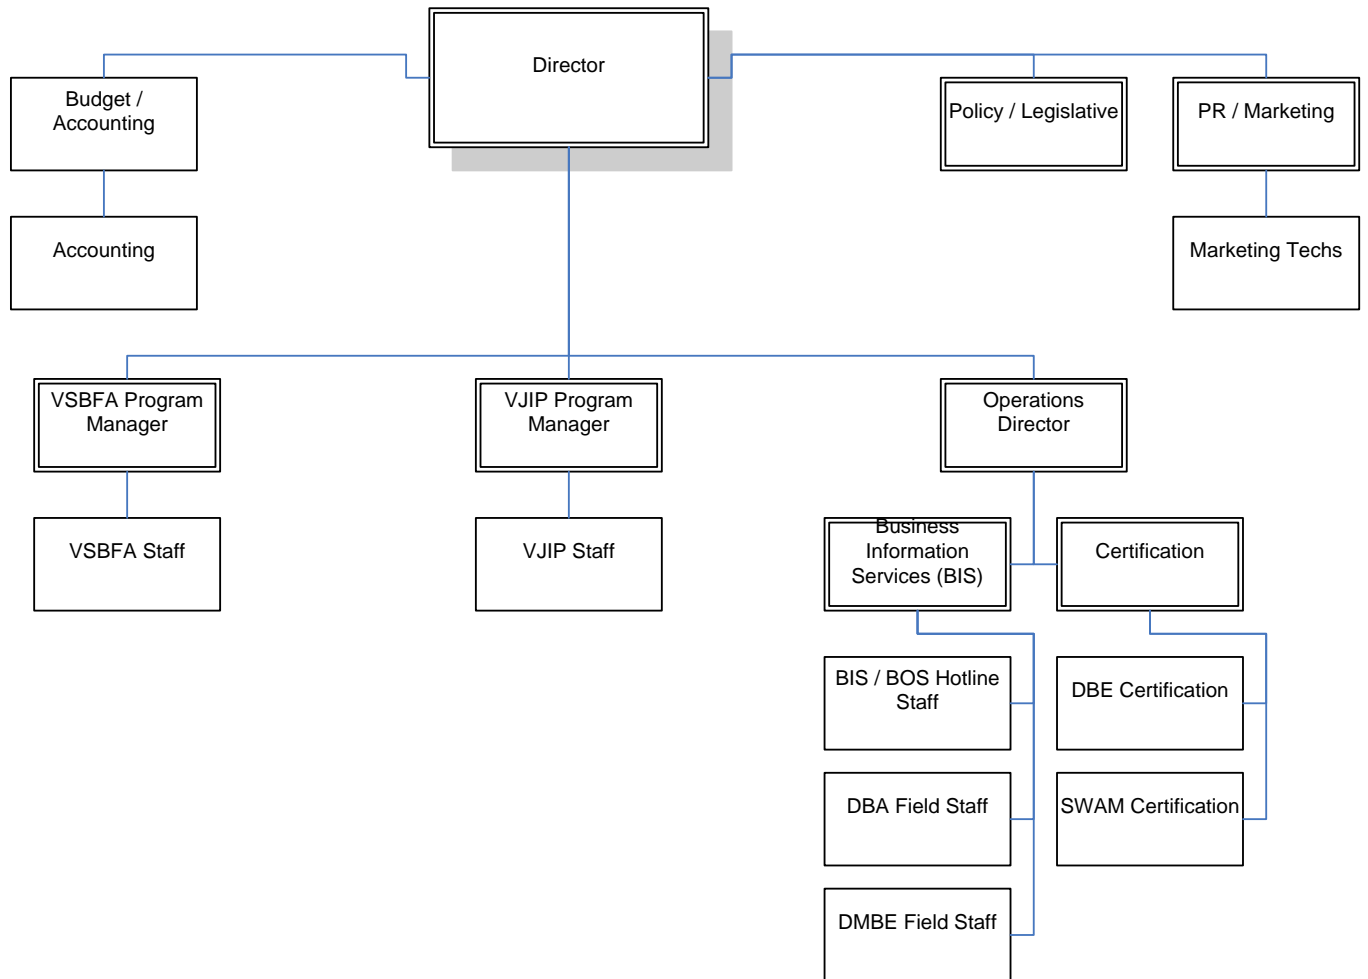 Director
Budget /
Accounting
Policy / Legislative
PR / Marketing
Accounting
Marketing Techs
VSBFA Program
Manager
VJIP Program
Manager
Operations
Director
VSBFA Staff
VJIP Staff
Business
Information
Services (BIS)
Certification
BIS / BOS Hotline
Staff
DBE Certification
DBA Field Staff
SWAM Certification
DMBE Field Staff